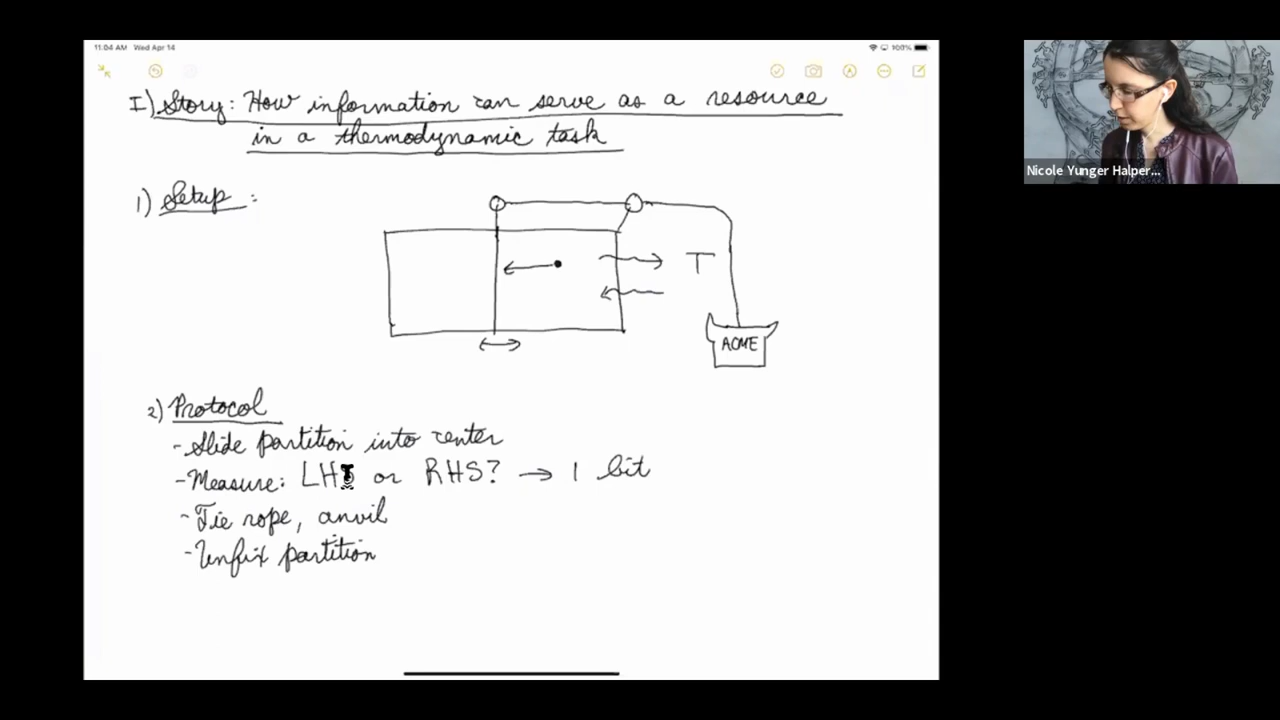 11:04 AM Wed Apr 14
100%
I) Story: How information can serve as a resource
in a thermodynamic task
Nicole Yunger Halper...
1) Setup:
T
ACME
2) Protocol
- Slide partition into center
- Measure: LHS or RHS? → 1 bit
- Tie rope, anvil
- Unfix partition